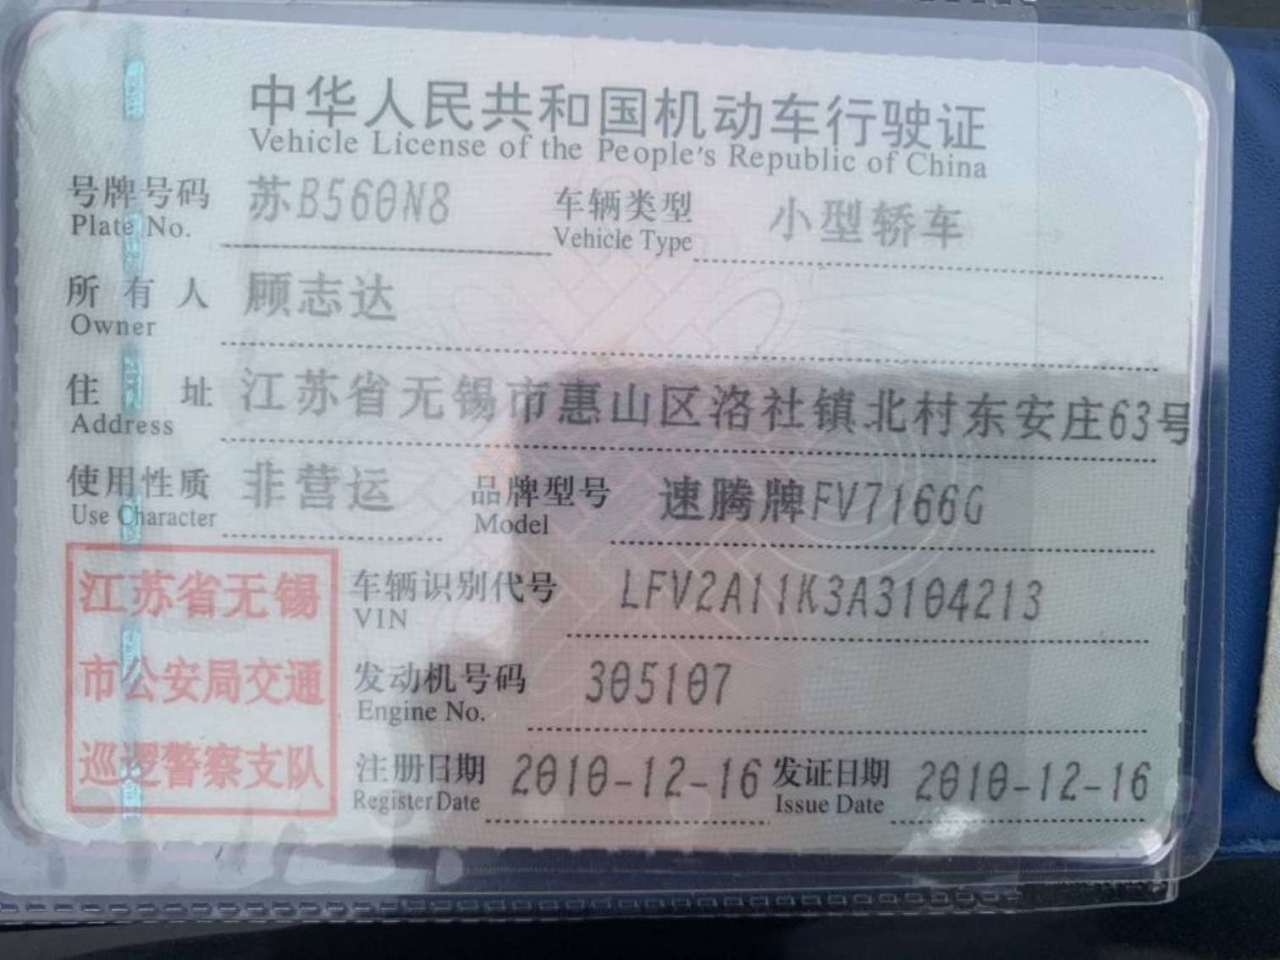 中华人民共和国机动车行驶证
Vehicle License of the People's Republic of China
号牌号码 苏B560N8 车辆类型 小型轿车
Plate No. Vehicle Type
所有人 顾志达
Owner
住址 江苏省无锡市惠山区洛社镇北村东安庄63号
Address
使用性质 非营运 品牌型号 速腾牌FV7166G
Use Character Model
江苏省无锡
市公安局交通
巡逻警察支队
车辆识别代号 LFV2A11K3A3104213
VIN
发动机号码 305107
Engine No.
注册日期 2010-12-16 发证日期 2010-12-16
Register Date Issue Date